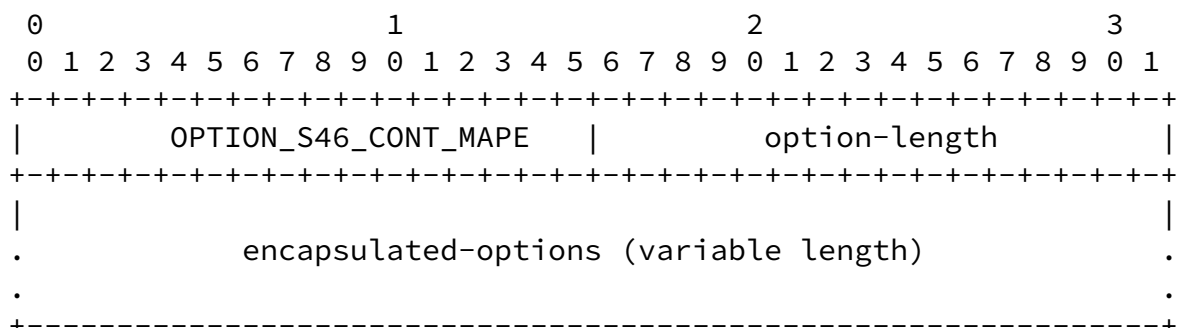 0                   1                   2                   3
 0 1 2 3 4 5 6 7 8 9 0 1 2 3 4 5 6 7 8 9 0 1 2 3 4 5 6 7 8 9 0 1
+-+-+-+-+-+-+-+-+-+-+-+-+-+-+-+-+-+-+-+-+-+-+-+-+-+-+-+-+-+-+-+-+
|        OPTION_S46_CONT_MAPE   |         option-length         |
+-+-+-+-+-+-+-+-+-+-+-+-+-+-+-+-+-+-+-+-+-+-+-+-+-+-+-+-+-+-+-+-+
|                                                               |
.            encapsulated-options (variable length)             .
.                                                               .
+---------------------------------------------------------------+